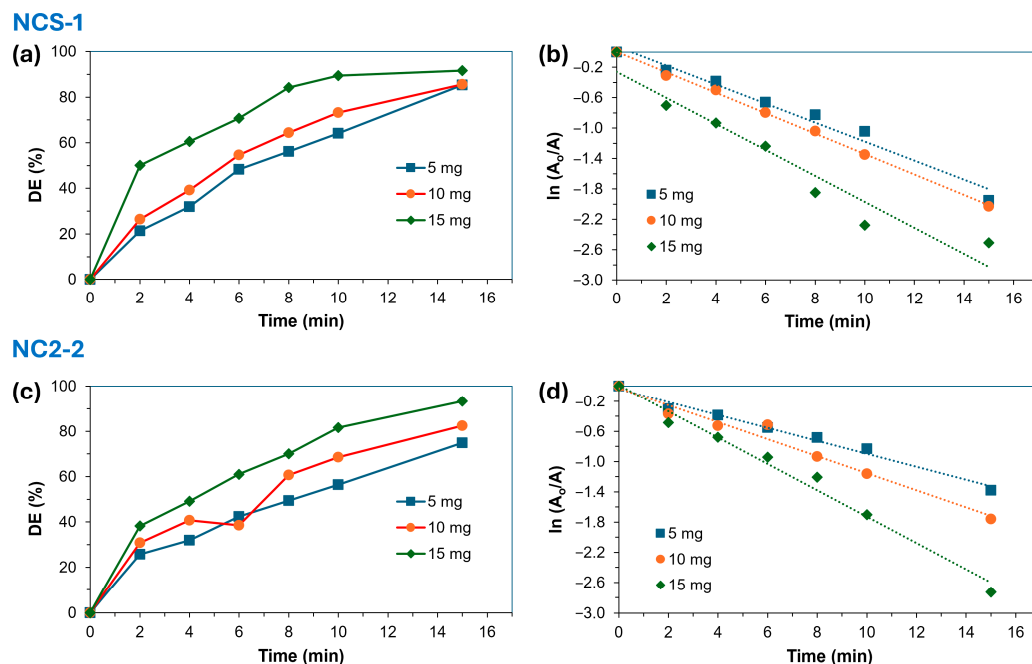 NCS-1
(a)
100
80
60
40
20
0
DE (%)
0 2 4 6 8 10 12 14 16
Time (min)
5 mg
10 mg
15 mg
(b)
−0.2
−0.6
−1.0
−1.4
−1.8
−2.2
−2.6
−3.0
ln (Aₒ/A)
0 2 4 6 8 10 12 14 16
Time (min)
5 mg
10 mg
15 mg
NC2-2
(c)
100
80
60
40
20
0
DE (%)
0 2 4 6 8 10 12 14 16
Time (min)
5 mg
10 mg
15 mg
(d)
−0.2
−0.6
−1.0
−1.4
−1.8
−2.2
−2.6
−3.0
ln (Aₒ/A)
0 2 4 6 8 10 12 14 16
Time (min)
5 mg
10 mg
15 mg